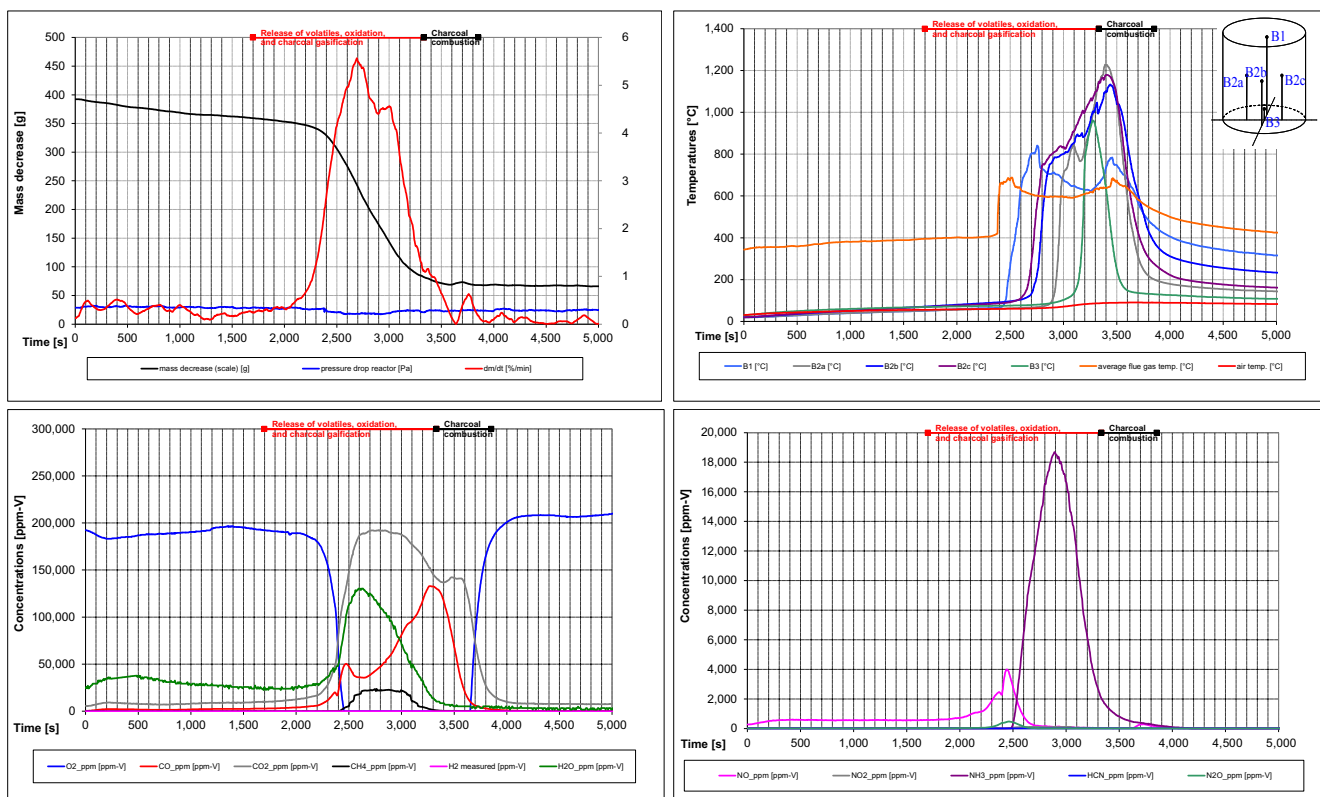 Release of volatiles, oxidation,
and charcoal gasification
Charcoal
combustion
500
450
400
350
300
250
200
150
100
50
0
Mass decrease [g]
6
5
4
3
2
1
0
Time [s]
0 500 1,000 1,500 2,000 2,500 3,000 3,500 4,000 4,500 5,000
mass decrease (scale) [g] pressure drop reactor [Pa] dm/dt [%/min]
Release of volatiles, oxidation,
and charcoal gasification
Charcoal
combustion
1,400
1,200
1,000
800
600
400
200
0
Temperatures [°C]
B1
B2b
B2a
B2c
B3
Time [s]
0 500 1,000 1,500 2,000 2,500 3,000 3,500 4,000 4,500 5,000
B1 [°C] B2a [°C] B2b [°C] B2c [°C] B3 [°C] average flue gas temp. [°C] air temp. [°C]
Release of volatiles, oxidation,
and charcoal gasification
Charcoal
combustion
300,000
250,000
200,000
150,000
100,000
50,000
0
Concentrations [ppm-V]
Time [s]
0 500 1,000 1,500 2,000 2,500 3,000 3,500 4,000 4,500 5,000
O2_ppm [ppm-V] CO_ppm [ppm-V] CO2_ppm [ppm-V] CH4_ppm [ppm-V] H2 measured [ppm-V] H2O_ppm [ppm-V]
Release of volatiles, oxidation,
and charcoal gasification
Charcoal
combustion
20,000
18,000
16,000
14,000
12,000
10,000
8,000
6,000
4,000
2,000
0
Concentrations [ppm-V]
Time [s]
0 500 1,000 1,500 2,000 2,500 3,000 3,500 4,000 4,500 5,000
NO_ppm [ppm-V] NO2_ppm [ppm-V] NH3_ppm [ppm-V] HCN_ppm [ppm-V] N2O_ppm [ppm-V]